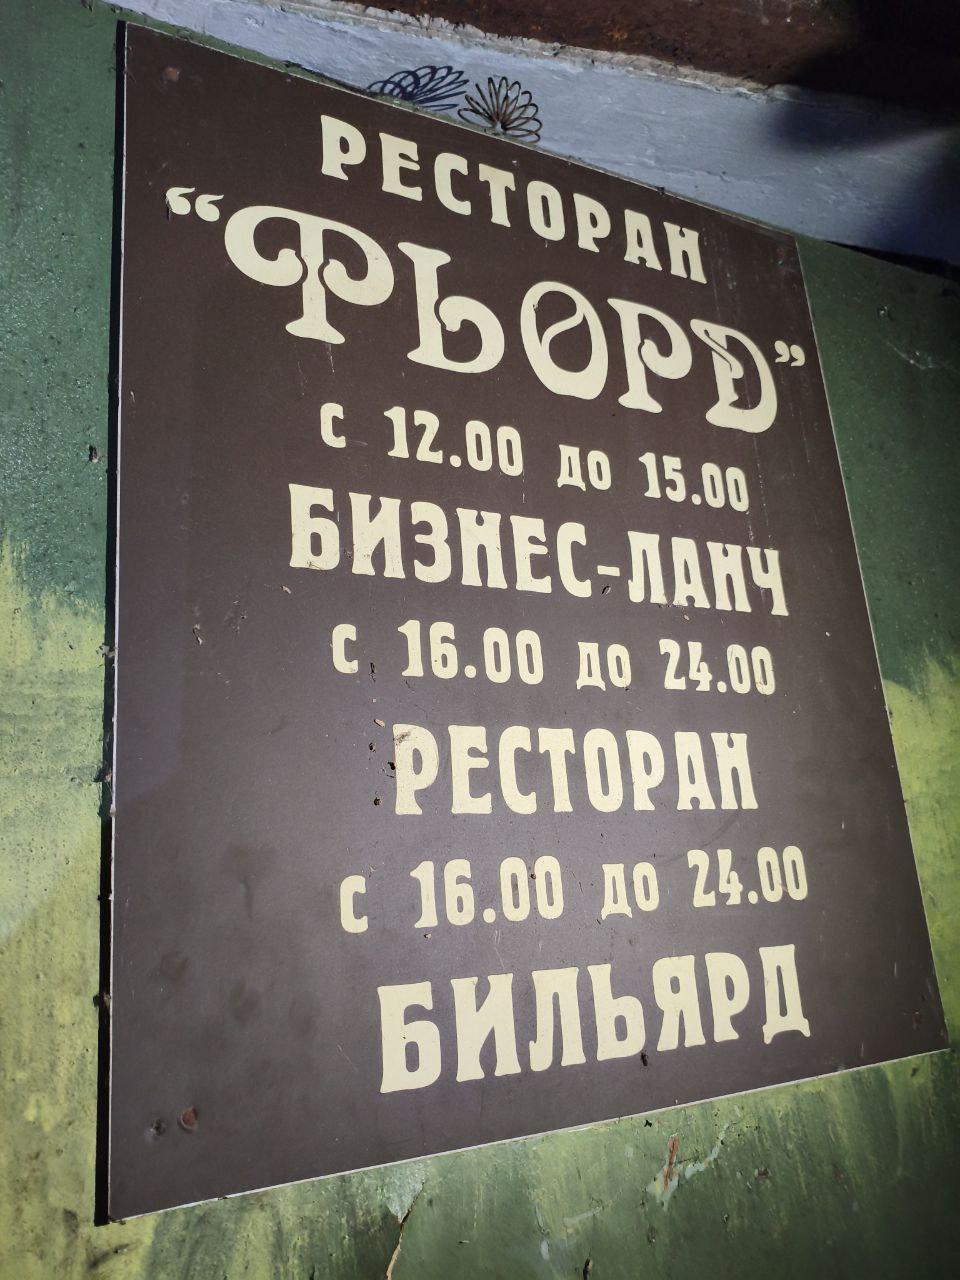 РЕСТОРАН
“ФЬОРД”
с 12.00 до 15.00
БИЗНЕС-ЛАНЧ
с 16.00 до 24.00
РЕСТОРАН
с 16.00 до 24.00
БИЛЬЯРД